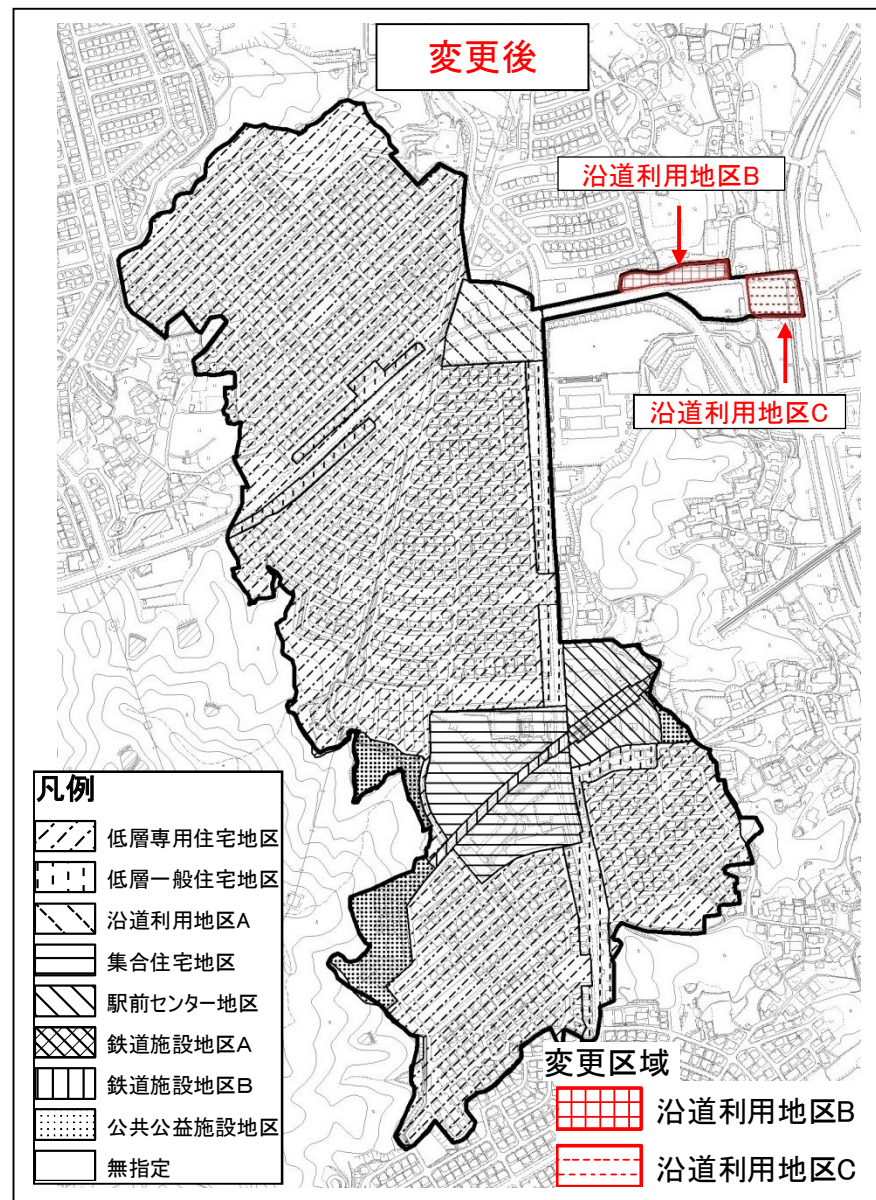 変更後
沿道利用地区B
沿道利用地区C
凡例
低層専用住宅地区
低層一般住宅地区
沿道利用地区A
集合住宅地区
駅前センター地区
鉄道施設地区A
鉄道施設地区B
公共公益施設地区
無指定
変更区域
沿道利用地区B
沿道利用地区C